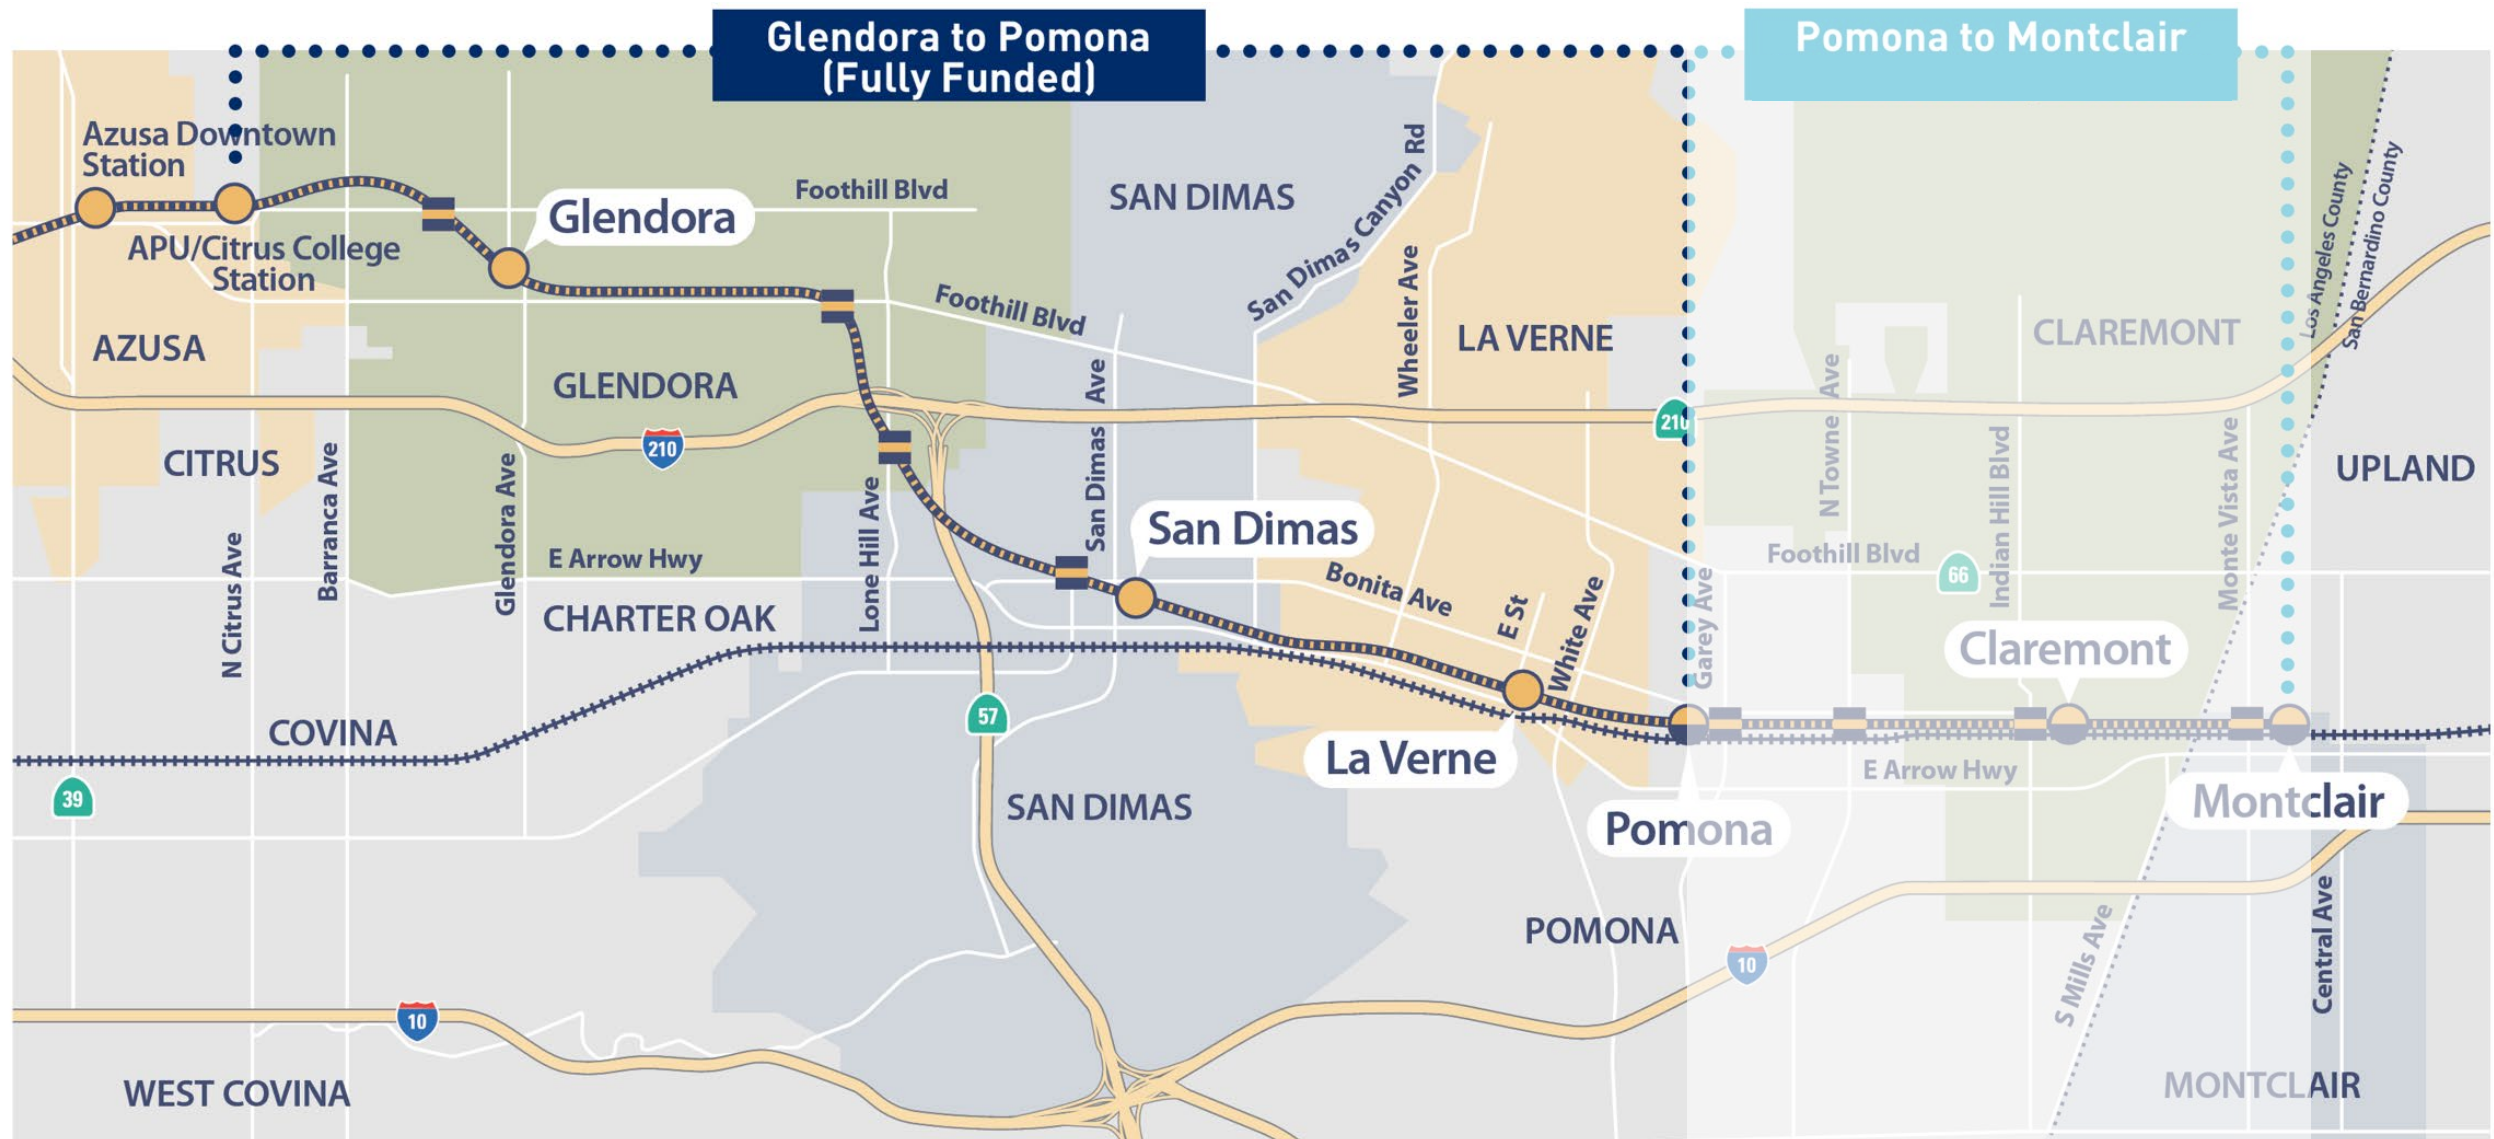 Glendora to Pomona
(Fully Funded)
Pomona to Montclair
Azusa Downtown
Station
APU/Citrus College
Station
Glendora
Foothill Blvd
SAN DIMAS
San Dimas Canyon Rd
Wheeler Ave
Los Angeles County
San Bernardino County
Foothill Blvd
AZUSA
LA VERNE
CLAREMONT
GLENDORA
San Dimas Ave
N Towne Ave
210
210
CITRUS
Barranca Ave
Glendora Ave
Lone Hill Ave
Indian Hill Blvd
Monte Vista Ave
UPLAND
San Dimas
E Arrow Hwy
Foothill Blvd
66
Bonita Ave
N Citrus Ave
CHARTER OAK
E St
White Ave
Garey Ave
Claremont
57
COVINA
La Verne
E Arrow Hwy
39
SAN DIMAS
Pomona
Montclair
POMONA
10
S Mills Ave
Central Ave
10
WEST COVINA
MONTCLAIR